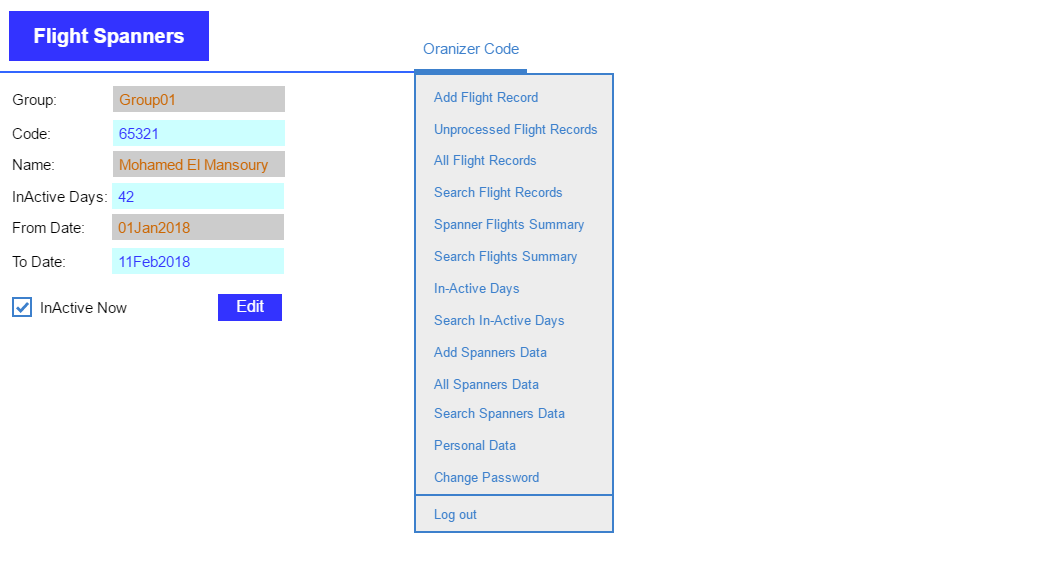 Flight Spanners
Oranizer Code
Group: Group01
Code: 65321
Name: Mohamed El Mansoury
InActive Days: 42
From Date: 01Jan2018
To Date: 11Feb2018
InActive Now Edit
Add Flight Record
Unprocessed Flight Records
All Flight Records
Search Flight Records
Spanner Flights Summary
Search Flights Summary
In-Active Days
Search In-Active Days
Add Spanners Data
All Spanners Data
Search Spanners Data
Personal Data
Change Password
Log out